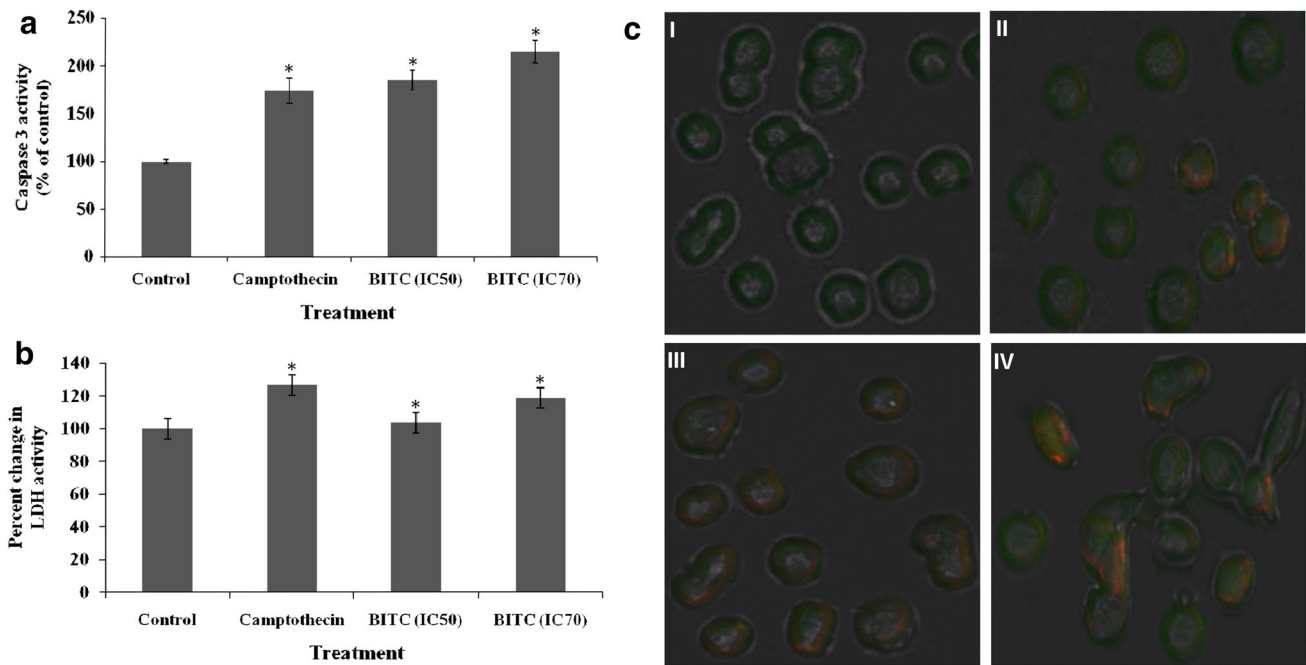 a
250
200
150
100
50
0
Caspase 3 activity
(% of control)
*
*
*
Control
Camptothecin
BITC (IC50)
BITC (IC70)
Treatment
b
140
120
100
80
60
40
20
0
Percent change in
LDH activity
*
*
*
Control
Camptothecin
BITC (IC50)
BITC (IC70)
Treatment
c
I
II
III
IV